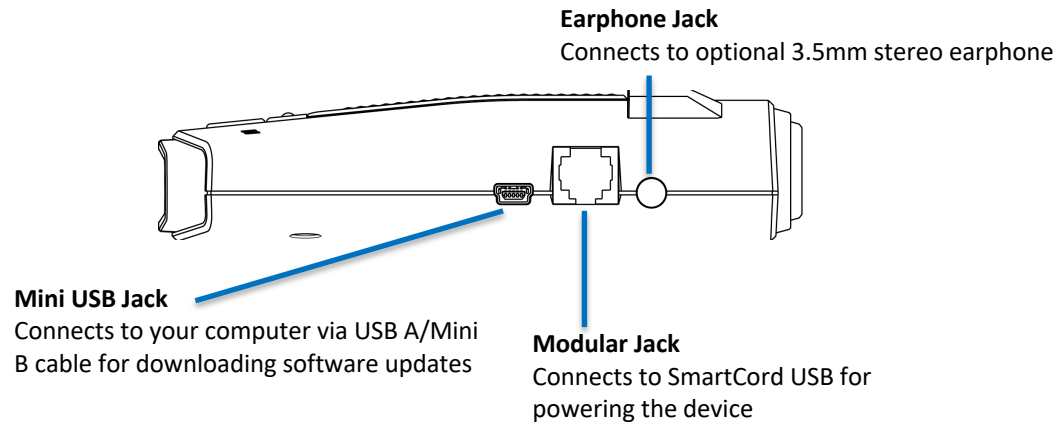 Earphone Jack
Connects to optional 3.5mm stereo earphone
Mini USB Jack
Connects to your computer via USB A/Mini
B cable for downloading software updates
Modular Jack
Connects to SmartCord USB for
powering the device